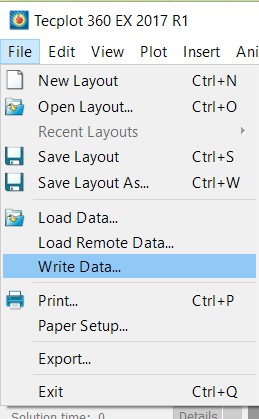 Tecplot 360 EX 2017 R1
File Edit View Plot Insert Ani
New Layout Ctrl+N
Open Layout... Ctrl+O
Recent Layouts
Save Layout Ctrl+S
Save Layout As... Ctrl+W
Load Data...
Load Remote Data...
Write Data...
Print... Ctrl+P
Paper Setup...
Export...
Exit Ctrl+Q
Solution time: 0 Details